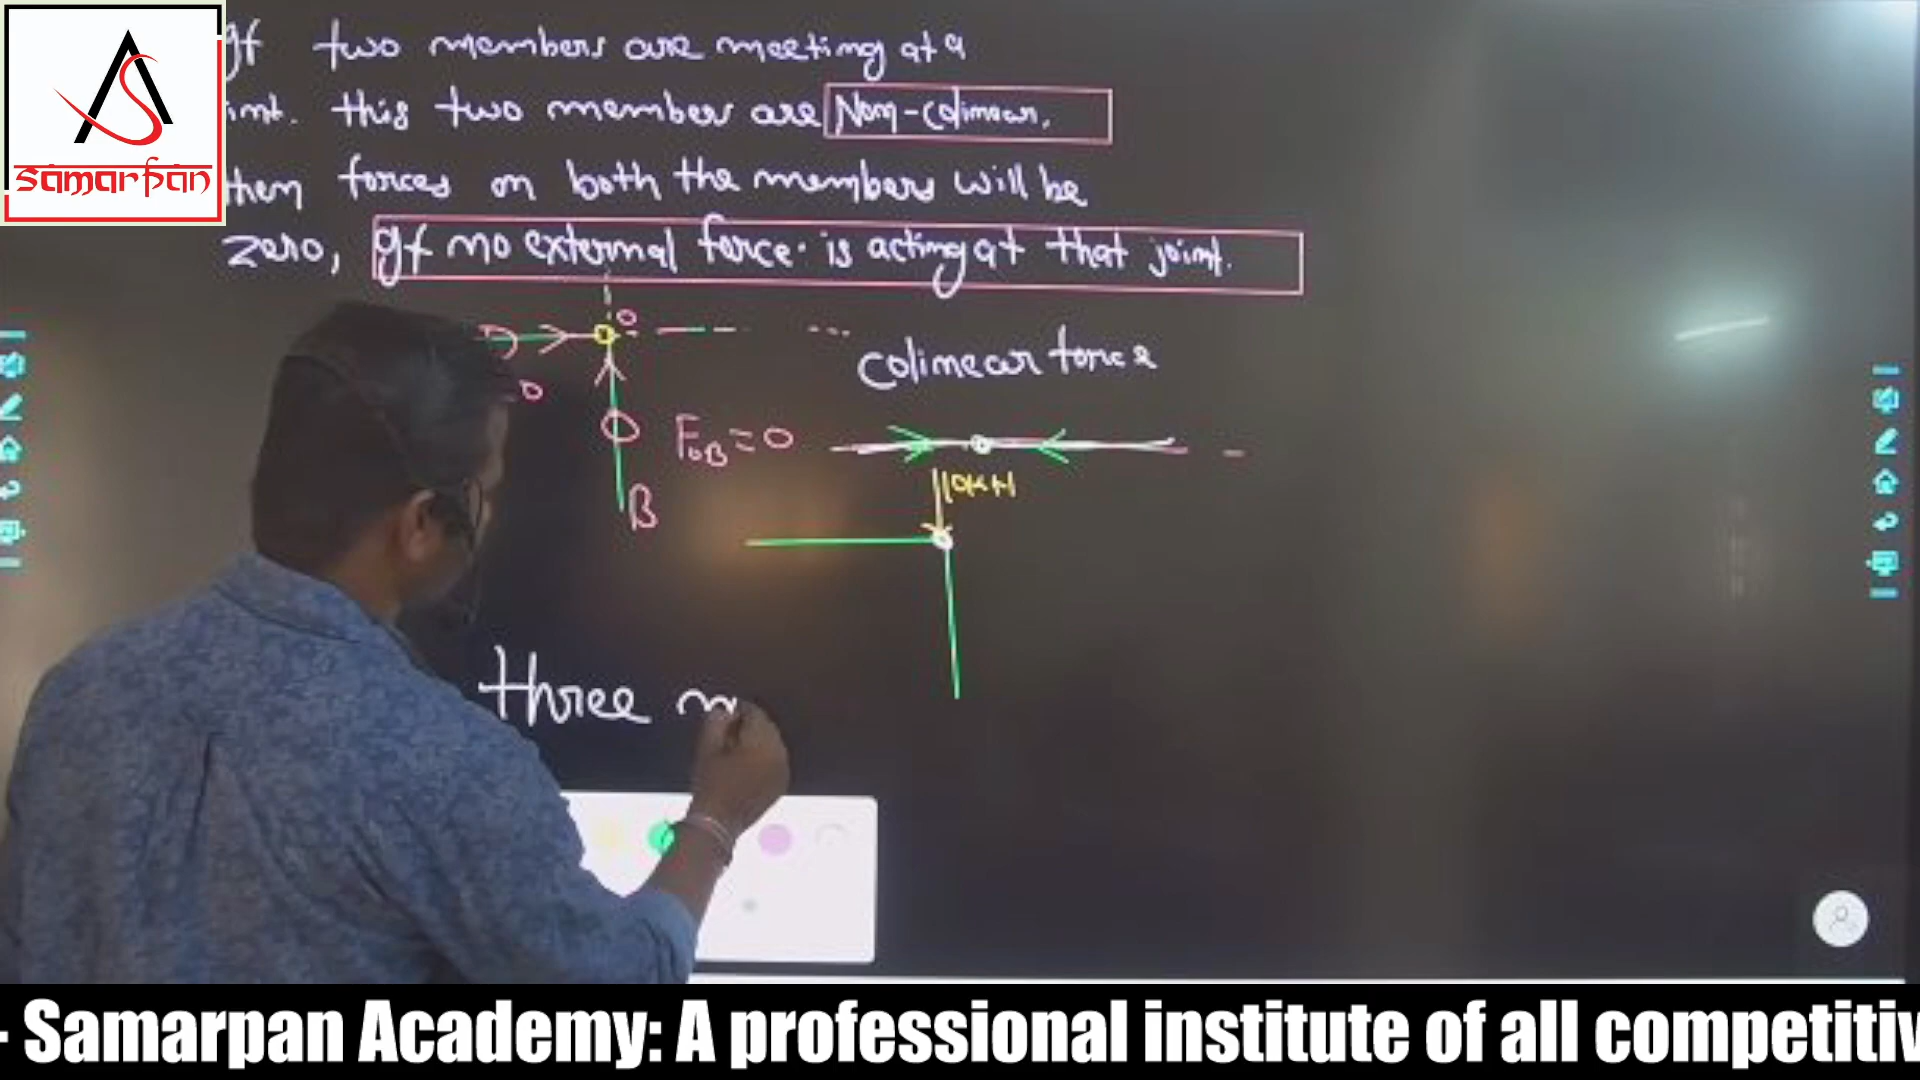 If two members are meeting at a
int. this two members are Non-Colinear.
then forces on both the members will be
zero, If no external force is acting at that joint.
O
O
Colinear force
FOB=0
10KN
B
three m
SAMARPAN
- Samarpan Academy: A professional institute of all competitiv